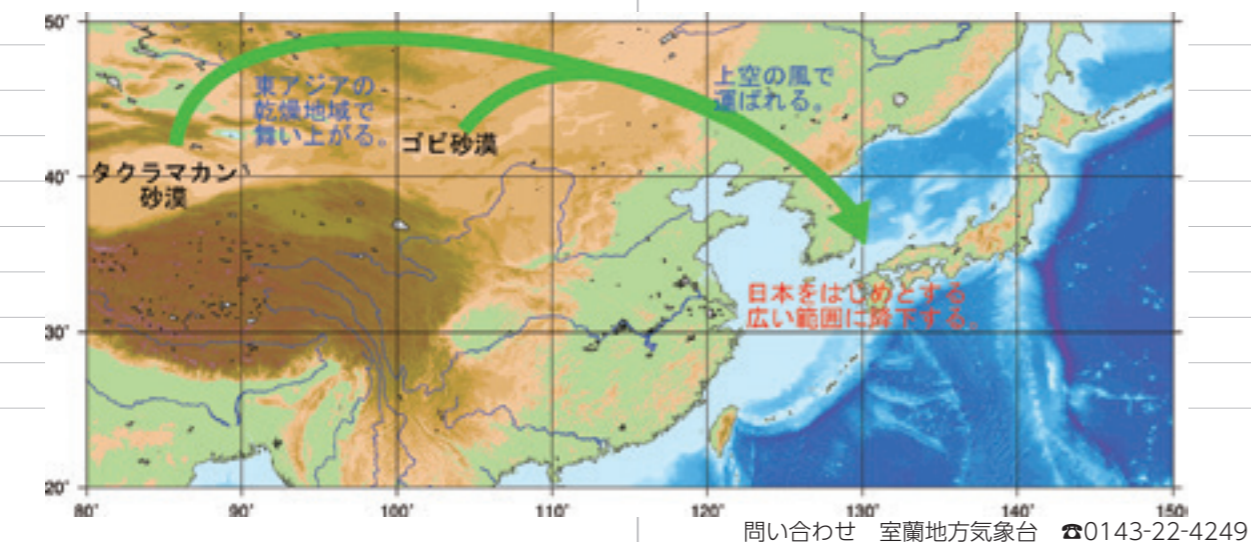 50°
東アジアの
乾燥地域で
舞い上がる。
上空の風で
運ばれる。
ゴビ砂漠
40°
タクラマカン
砂漠
日本をはじめとする
広い範囲に降下する。
30°
20°
80° 90° 100° 110° 120° 130° 140° 150°
問い合わせ 室蘭地方気象台 ☎0143-22-4249